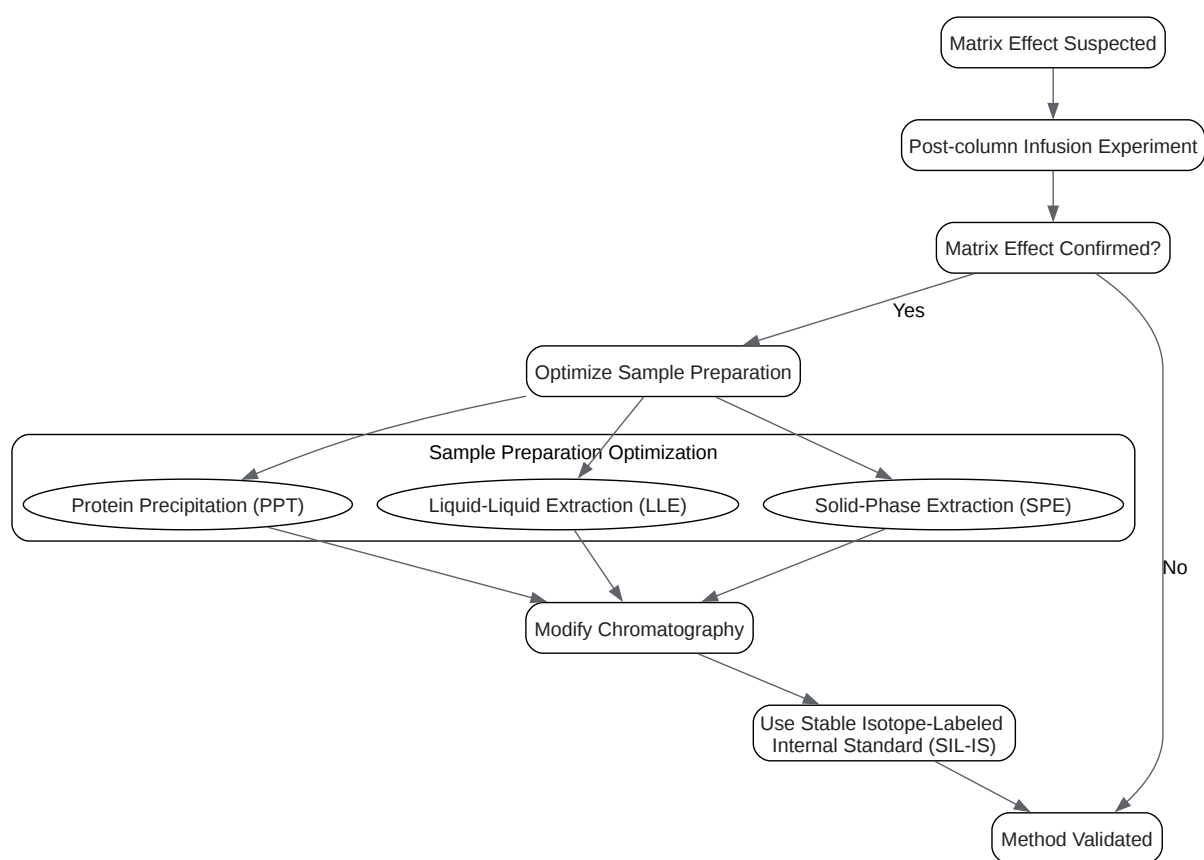 Matrix Effect Suspected
Post-column Infusion Experiment
Matrix Effect Confirmed?
Yes
Optimize Sample Preparation
Sample Preparation Optimization
Protein Precipitation (PPT)
Liquid-Liquid Extraction (LLE)
Solid-Phase Extraction (SPE)
No
Modify Chromatography
Use Stable Isotope-Labeled
Internal Standard (SIL-IS)
Method Validated